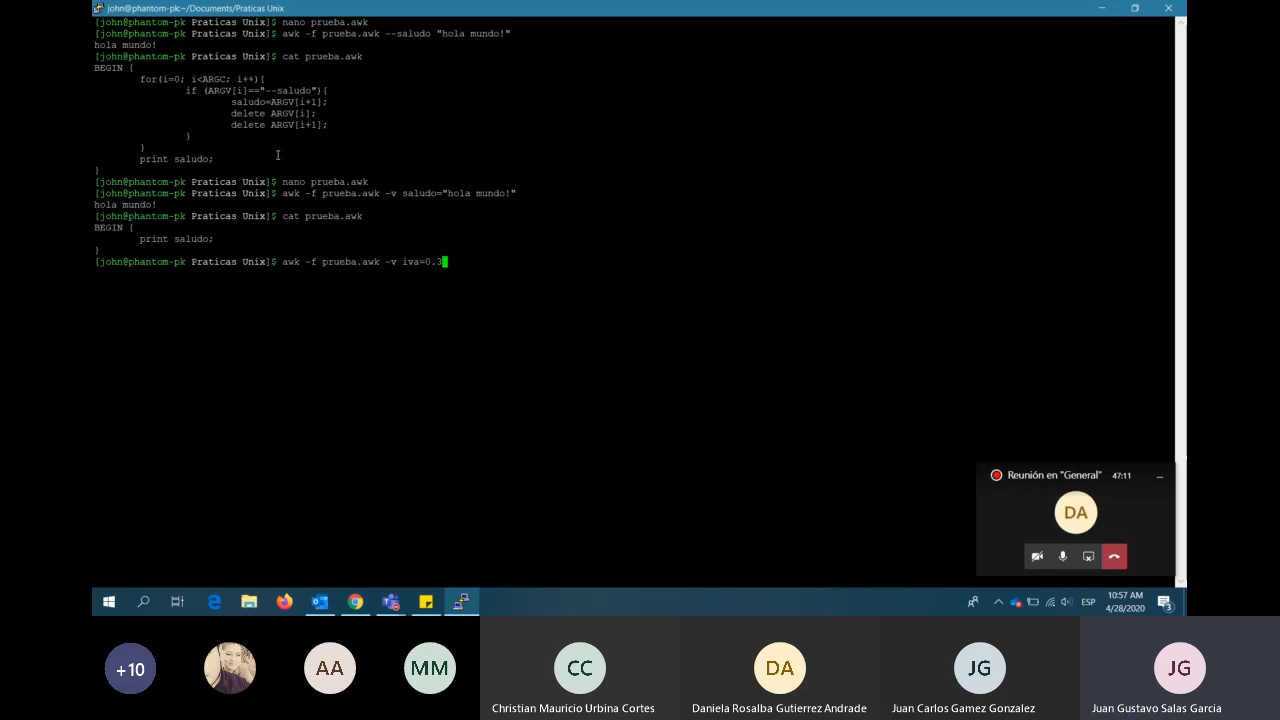 john@phantom-pk:~/Documents/Praticas Unix
[john@phantom-pk Praticas Unix]$ nano prueba.awk
[john@phantom-pk Praticas Unix]$ awk -f prueba.awk --saludo "hola mundo!"
hola mundo!
[john@phantom-pk Praticas Unix]$ cat prueba.awk
BEGIN {
for(i=0; i<ARGC; i++){
if (ARGV[i]=="--saludo"){
saludo=ARGV[i+1];
delete ARGV[i];
delete ARGV[i+1];
}
}
print saludo;
}
[john@phantom-pk Praticas Unix]$ nano prueba.awk
[john@phantom-pk Praticas Unix]$ awk -f prueba.awk -v saludo="hola mundo!"
hola mundo!
[john@phantom-pk Praticas Unix]$ cat prueba.awk
BEGIN {
print saludo;
}
[john@phantom-pk Praticas Unix]$ awk -f prueba.awk -v iva=0.3
Reunión en "General" 47:11
DA
ESP
10:57 AM
4/28/2020
3
+10
AA
MM
CC
DA
JG
JG
Christian Mauricio Urbina Cortes
Daniela Rosalba Gutierrez Andrade
Juan Carlos Gamez Gonzalez
Juan Gustavo Salas Garcia